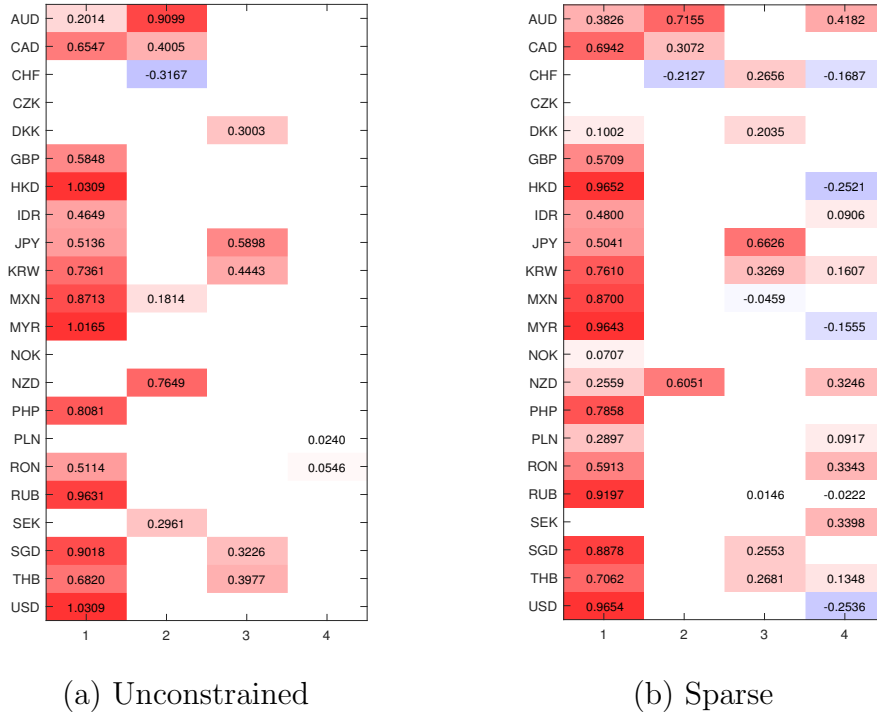 AUD 0.2014 0.9099
CAD 0.6547 0.4005
CHF -0.3167
CZK
DKK 0.3003
GBP 0.5848
HKD 1.0309
IDR 0.4649
JPY 0.5136 0.5898
KRW 0.7361 0.4443
MXN 0.8713 0.1814
MYR 1.0165
NOK
NZD 0.7649
PHP 0.8081
PLN 0.0240
RON 0.5114 0.0546
RUB 0.9631
SEK 0.2961
SGD 0.9018 0.3226
THB 0.6820 0.3977
USD 1.0309
1 2 3 4
(a) Unconstrained
AUD 0.3826 0.7155 0.4182
CAD 0.6942 0.3072
CHF -0.2127 0.2656 -0.1687
CZK
DKK 0.1002 0.2035
GBP 0.5709
HKD 0.9652 -0.2521
IDR 0.4800 0.0906
JPY 0.5041 0.6626
KRW 0.7610 0.3269 0.1607
MXN 0.8700 -0.0459
MYR 0.9643 -0.1555
NOK 0.0707
NZD 0.2559 0.6051 0.3246
PHP 0.7858
PLN 0.2897 0.0917
RON 0.5913 0.3343
RUB 0.9197 0.0146 -0.0222
SEK 0.3398
SGD 0.8878 0.2553
THB 0.7062 0.2681 0.1348
USD 0.9654 -0.2536
1 2 3 4
(b) Sparse